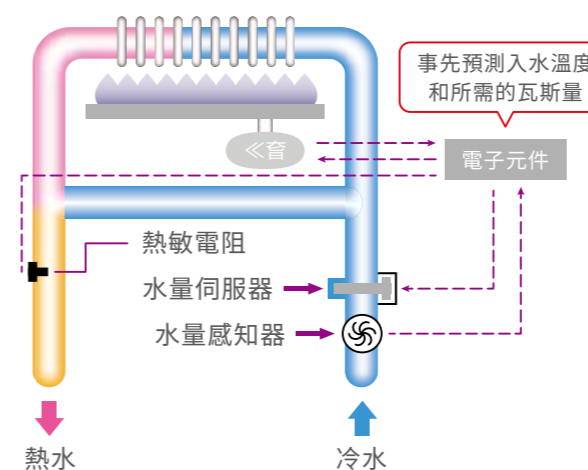 事先預測入水溫度
和所需的瓦斯量
電子元件
熱敏電阻
水量伺服器
水量感知器
熱水
冷水